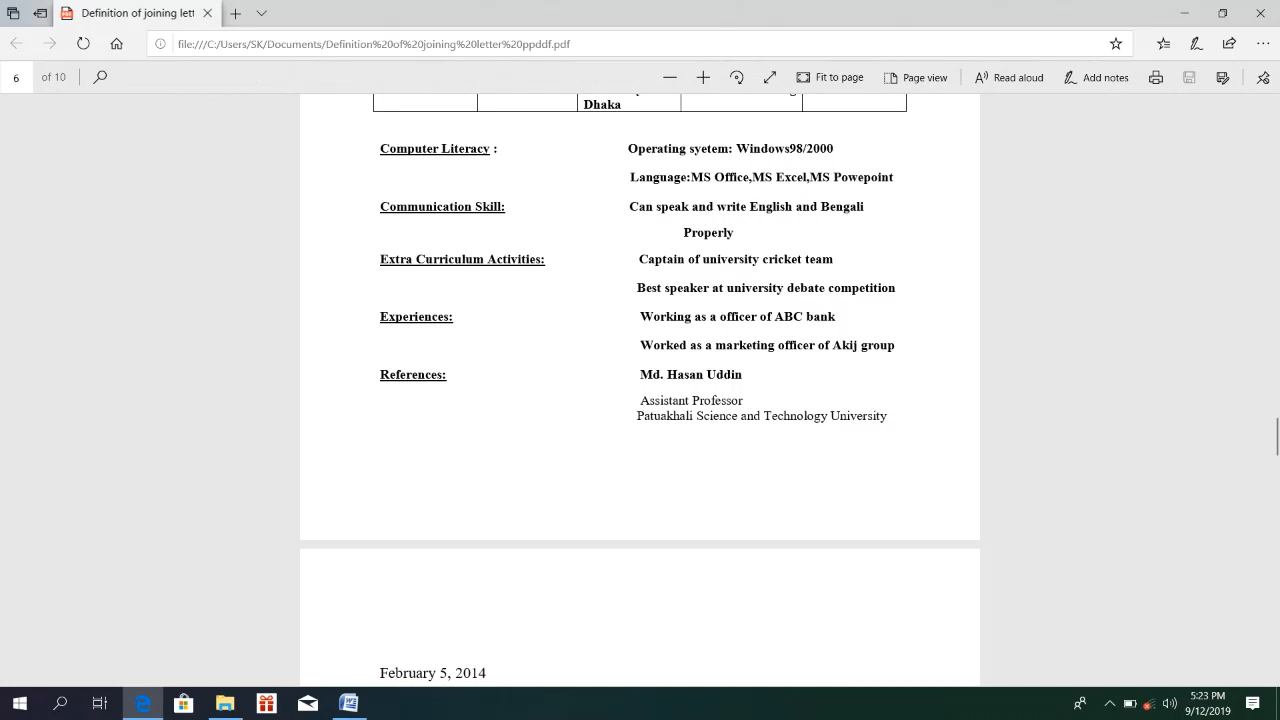 Definition of joining lett
file:///C:/Users/SK/Documents/Definition%20of%20joining%20letter%20ppddf.pdf
6 of 10
Fit to page
Page view
Read aloud
Add notes
Dhaka
Computer Literacy : Operating syetem: Windows98/2000
Language:MS Office,MS Excel,MS Powepoint
Communication Skill: Can speak and write English and Bengali
Properly
Extra Curriculum Activities: Captain of university cricket team
Best speaker at university debate competition
Experiences: Working as a officer of ABC bank
Worked as a marketing officer of Akij group
References: Md. Hasan Uddin
Assistant Professor
Patuakhali Science and Technology University
February 5, 2014
5:23 PM
9/12/2019